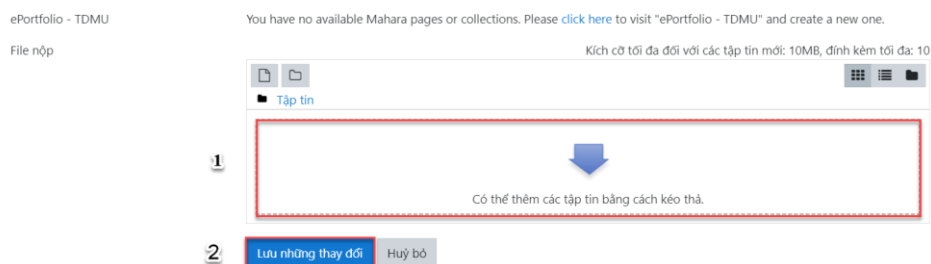 ePortfolio - TDMU
You have no available Mahara pages or collections. Please click here to visit "ePortfolio - TDMU" and create a new one.
File nộp
Kích cỡ tối đa đối với các tập tin mới: 10MB, đính kèm tối đa: 10
Tập tin
1
Có thể thêm các tập tin bằng cách kéo thả.
2
Lưu những thay đổi
Huỷ bỏ